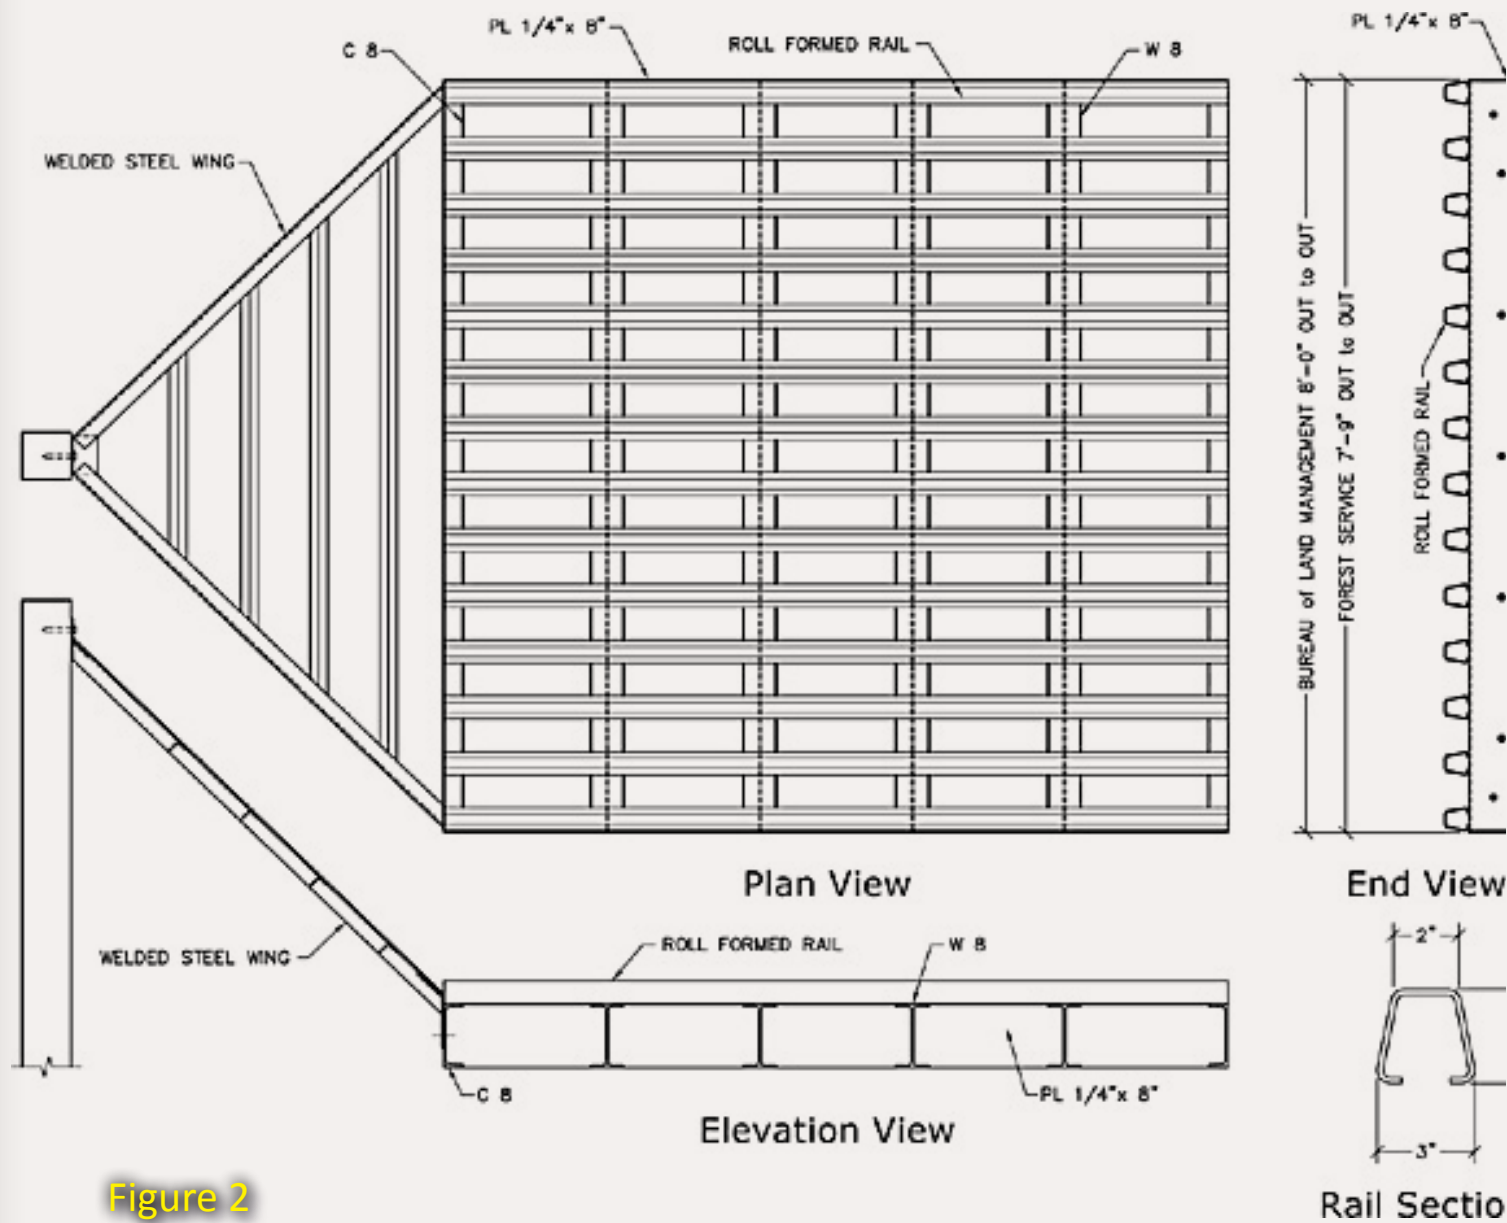 PL 1/4"x 8"
PL 1/4"x 8"
C 8
ROLL FORMED RAIL
W 8
WELDED STEEL WING
BUREAU of LAND MANAGEMENT 8'-0" OUT to OUT
FOREST SERVICE 7'-9" OUT to OUT
ROLL FORMED RAIL
Plan View
End View
WELDED STEEL WING
ROLL FORMED RAIL
W 8
2"
C 8
PL 1/4"x 8"
Elevation View
3"
Figure 2
Rail Sectio